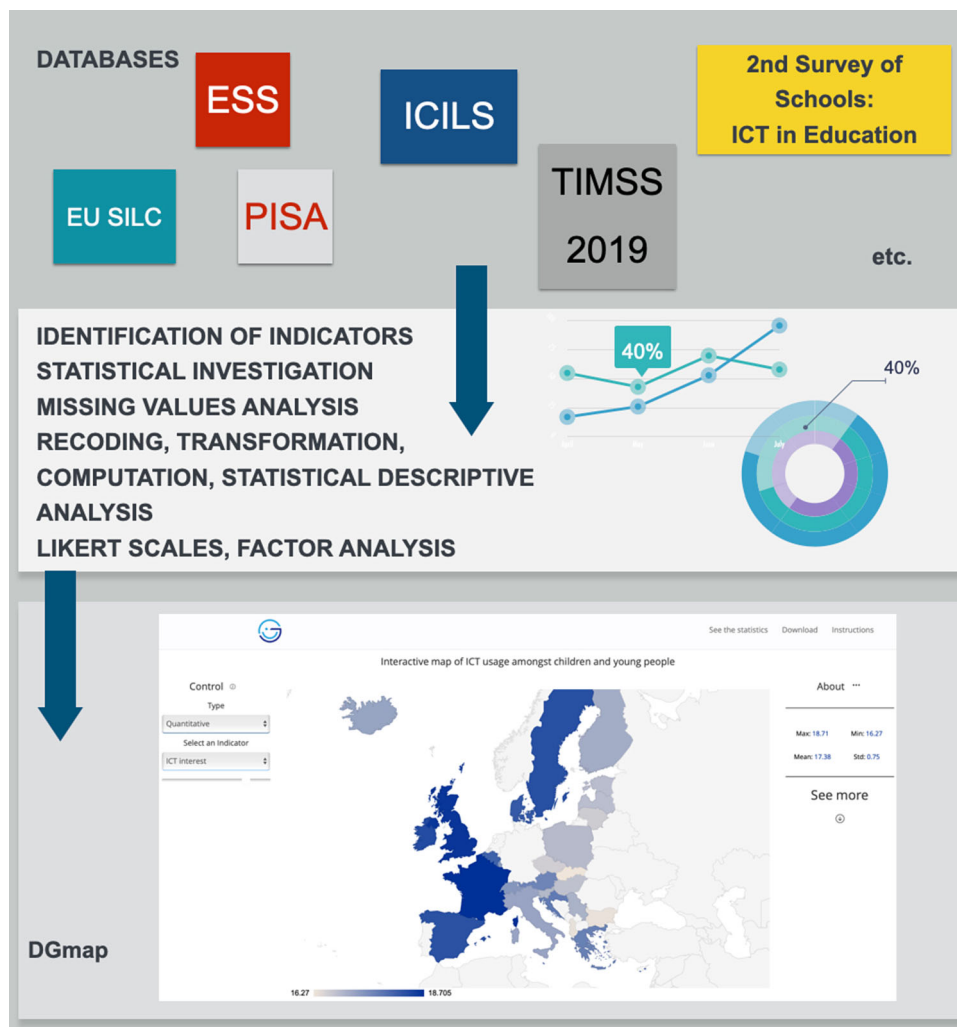 DATABASES
ESS
ICILS
2nd Survey of
Schools:
ICT in Education
EU SILC
PISA
TIMSS
2019
etc.
IDENTIFICATION OF INDICATORS
STATISTICAL INVESTIGATION
MISSING VALUES ANALYSIS
RECODING, TRANSFORMATION,
COMPUTATION, STATISTICAL DESCRIPTIVE
ANALYSIS
LIKERT SCALES, FACTOR ANALYSIS
40%
July
40%
See the statistics Download Instructions
Interactive map of ICT usage amongst children and young people
Control
Type
Quantitative
Select an Indicator
ICT interest
About ...
Max: 18.71 Min: 16.27
Mean: 17.38 Std: 0.75
See more
DGmap
16.27 18.705